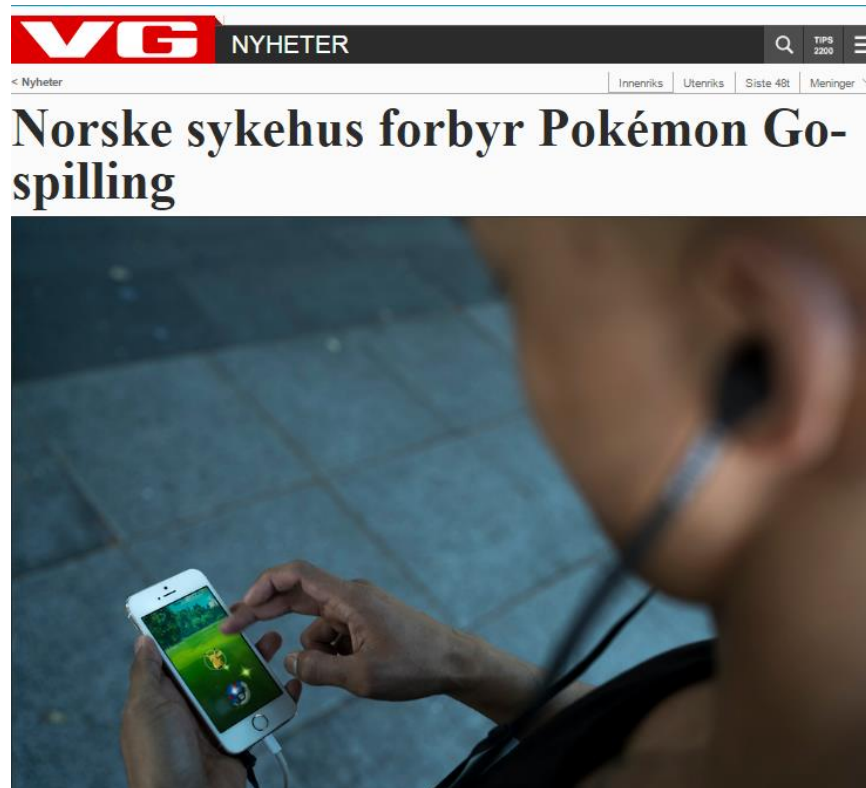 VG NYHETER TIPS
2200
< Nyheter Innenriks Utenriks Siste 48t Meninger
Norske sykehus forbyr Pokémon Go-
spilling